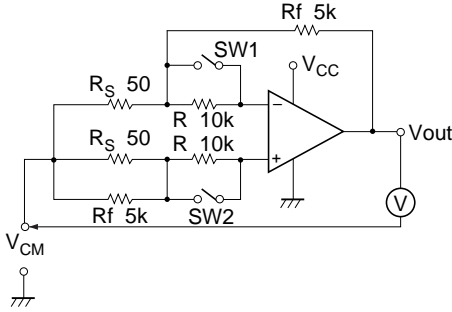 Rf 5k
SW1
VCC
RS 50
R 10k
RS 50
R 10k
Vout
Rf 5k
SW2
V
VCM